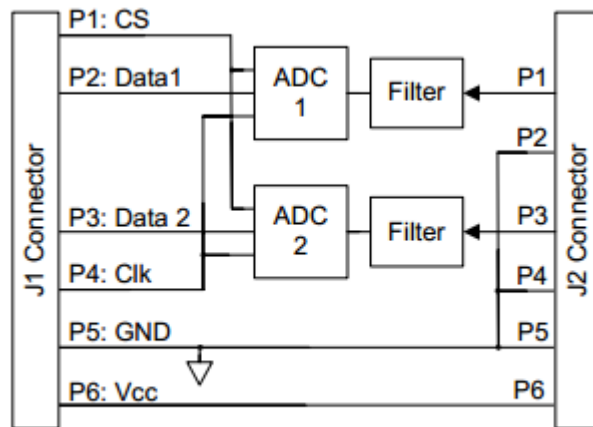 P1: CS
P2: Data1
P3: Data 2
P4: Clk
P5: GND
P6: Vcc
J1 Connector
ADC
1
Filter
ADC
2
Filter
P1
P2
P3
P4
P5
P6
J2 Connector